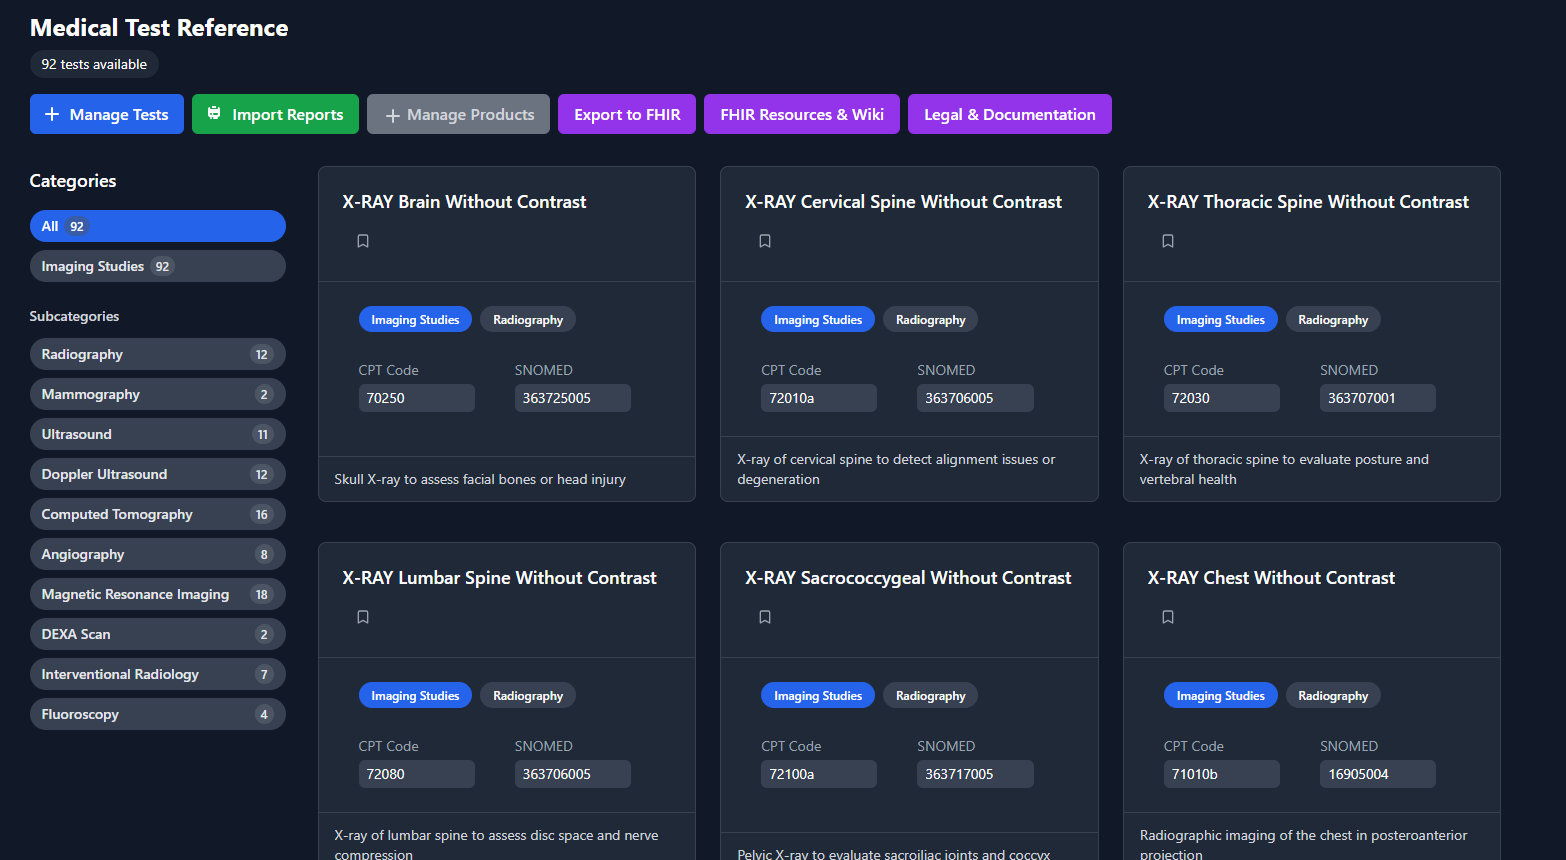 Medical Test Reference
92 tests available
Manage Tests
Import Reports
Manage Products
Export to FHIR
FHIR Resources & Wiki
Legal & Documentation
Categories
All 92
Imaging Studies 92
Subcategories
Radiography 12
Mammography 2
Ultrasound 11
Doppler Ultrasound 12
Computed Tomography 16
Angiography 8
Magnetic Resonance Imaging 18
DEXA Scan 2
Interventional Radiology 7
Fluoroscopy 4
X-RAY Brain Without Contrast
Imaging Studies Radiography
CPT Code SNOMED
70250 363725005
Skull X-ray to assess facial bones or head injury
X-RAY Cervical Spine Without Contrast
Imaging Studies Radiography
CPT Code SNOMED
72010a 363706005
X-ray of cervical spine to detect alignment issues or
degeneration
X-RAY Thoracic Spine Without Contrast
Imaging Studies Radiography
CPT Code SNOMED
72030 363707001
X-ray of thoracic spine to evaluate posture and
vertebral health
X-RAY Lumbar Spine Without Contrast
Imaging Studies Radiography
CPT Code SNOMED
72080 363706005
X-ray of lumbar spine to assess disc space and nerve
compression
X-RAY Sacrococcygeal Without Contrast
Imaging Studies Radiography
CPT Code SNOMED
72100a 363717005
Pelvic X-ray to evaluate sacroiliac joints and coccyx
X-RAY Chest Without Contrast
Imaging Studies Radiography
CPT Code SNOMED
71010b 16905004
Radiographic imaging of the chest in posteroanterior
projection